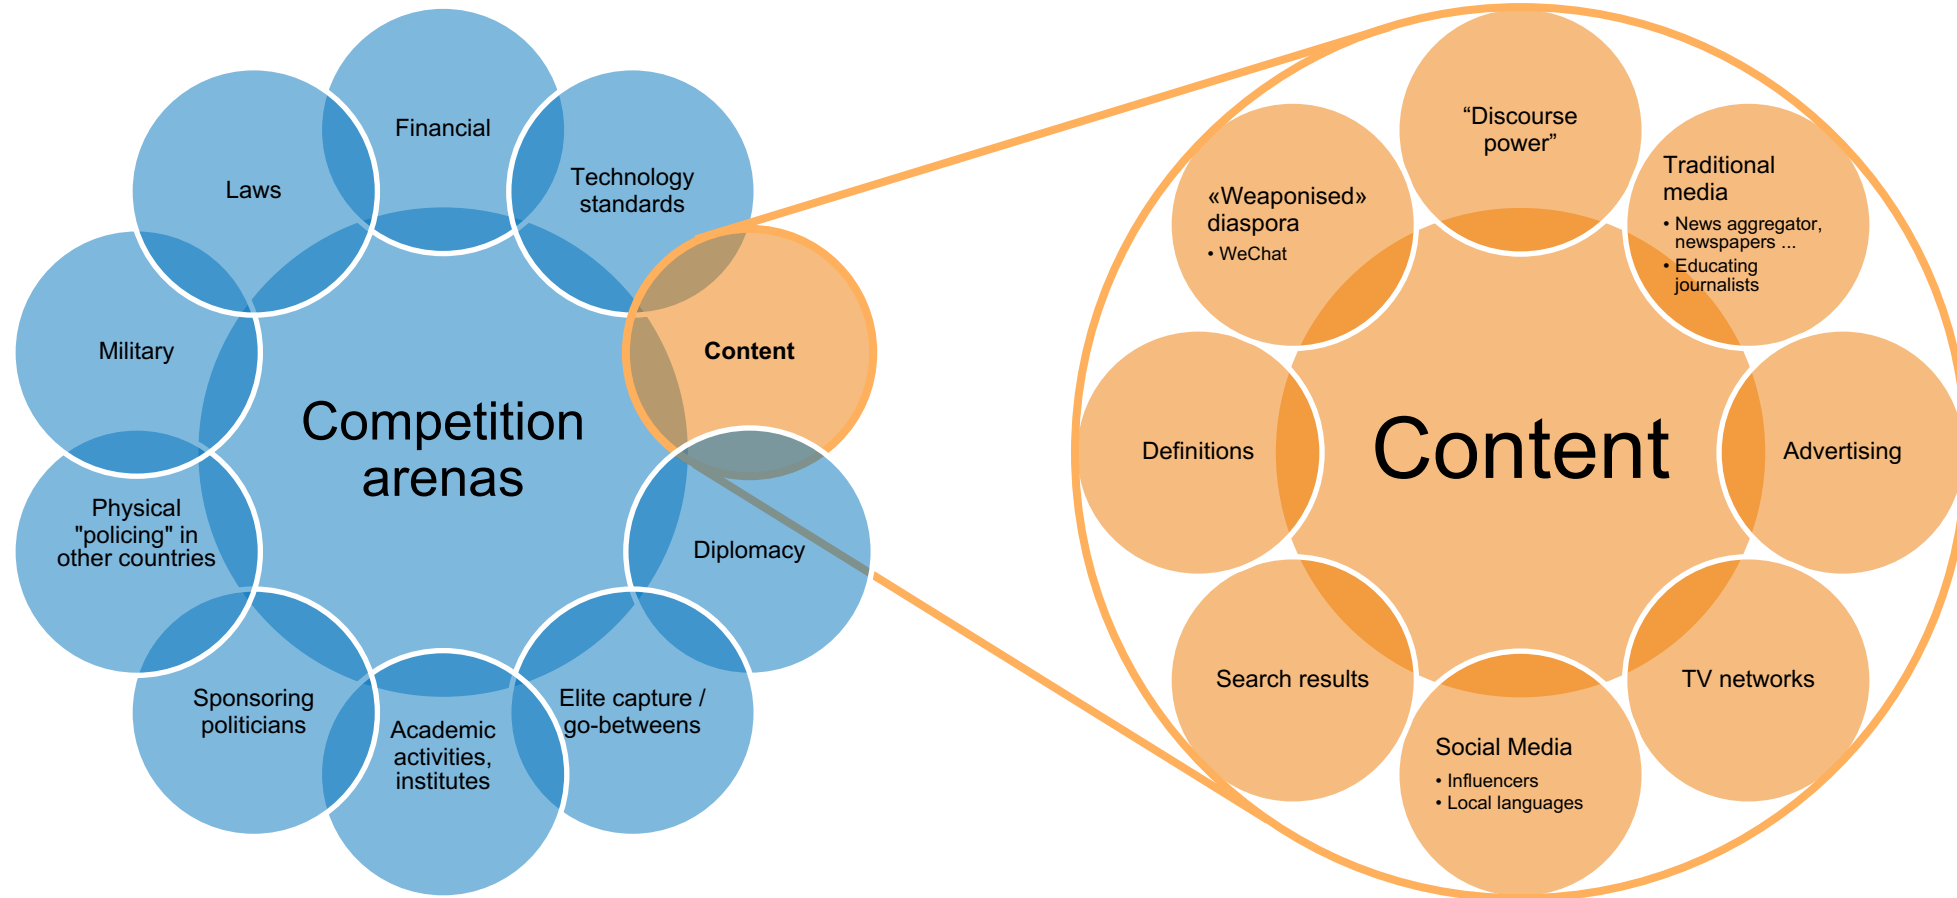 Financial
Technology
standards
Content
Diplomacy
Elite capture /
go-betweens
Academic
activities,
institutes
Sponsoring
politicians
Physical
"policing" in
other countries
Military
Laws
Competition
arenas
“Discourse
power”
Traditional
media
• News aggregator,
newspapers ...
• Educating
journalists
Advertising
TV networks
Social Media
• Influencers
• Local languages
Search results
Definitions
«Weaponised»
diaspora
• WeChat
Content